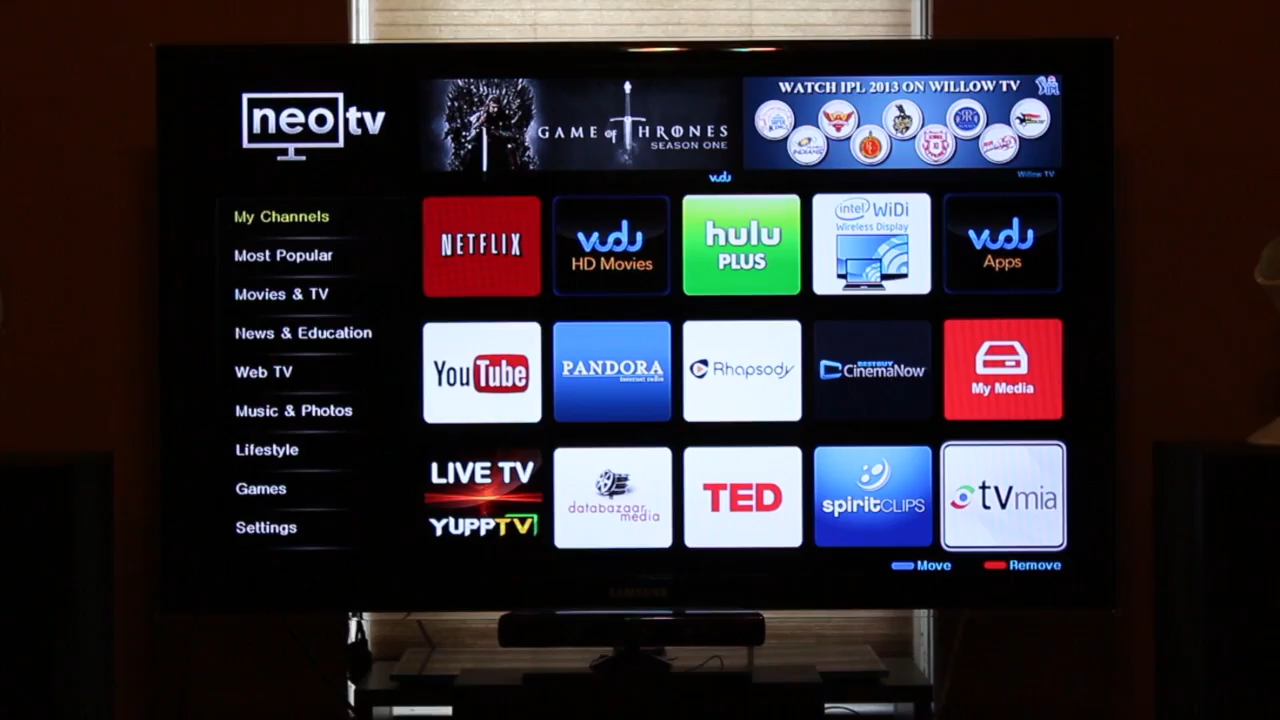 neotv
GAME of THRONES
SEASON ONE
vudu
WATCH IPL 2013 ON WILLOW TV
Willow TV
My Channels
Most Popular
Movies & TV
News & Education
Web TV
Music & Photos
Lifestyle
Games
Settings
NETFLIX
vudu
HD Movies
hulu
PLUS
intel WiDi
Wireless Display
vudu
Apps
YouTube
PANDORA
internet radio
Rhapsody
BESTBUY
CinemaNow
My Media
LIVE TV
YUPPTV
databazaar
media
TED
spiritCLIPS
tvmia
Move
Remove
SAMSUNG